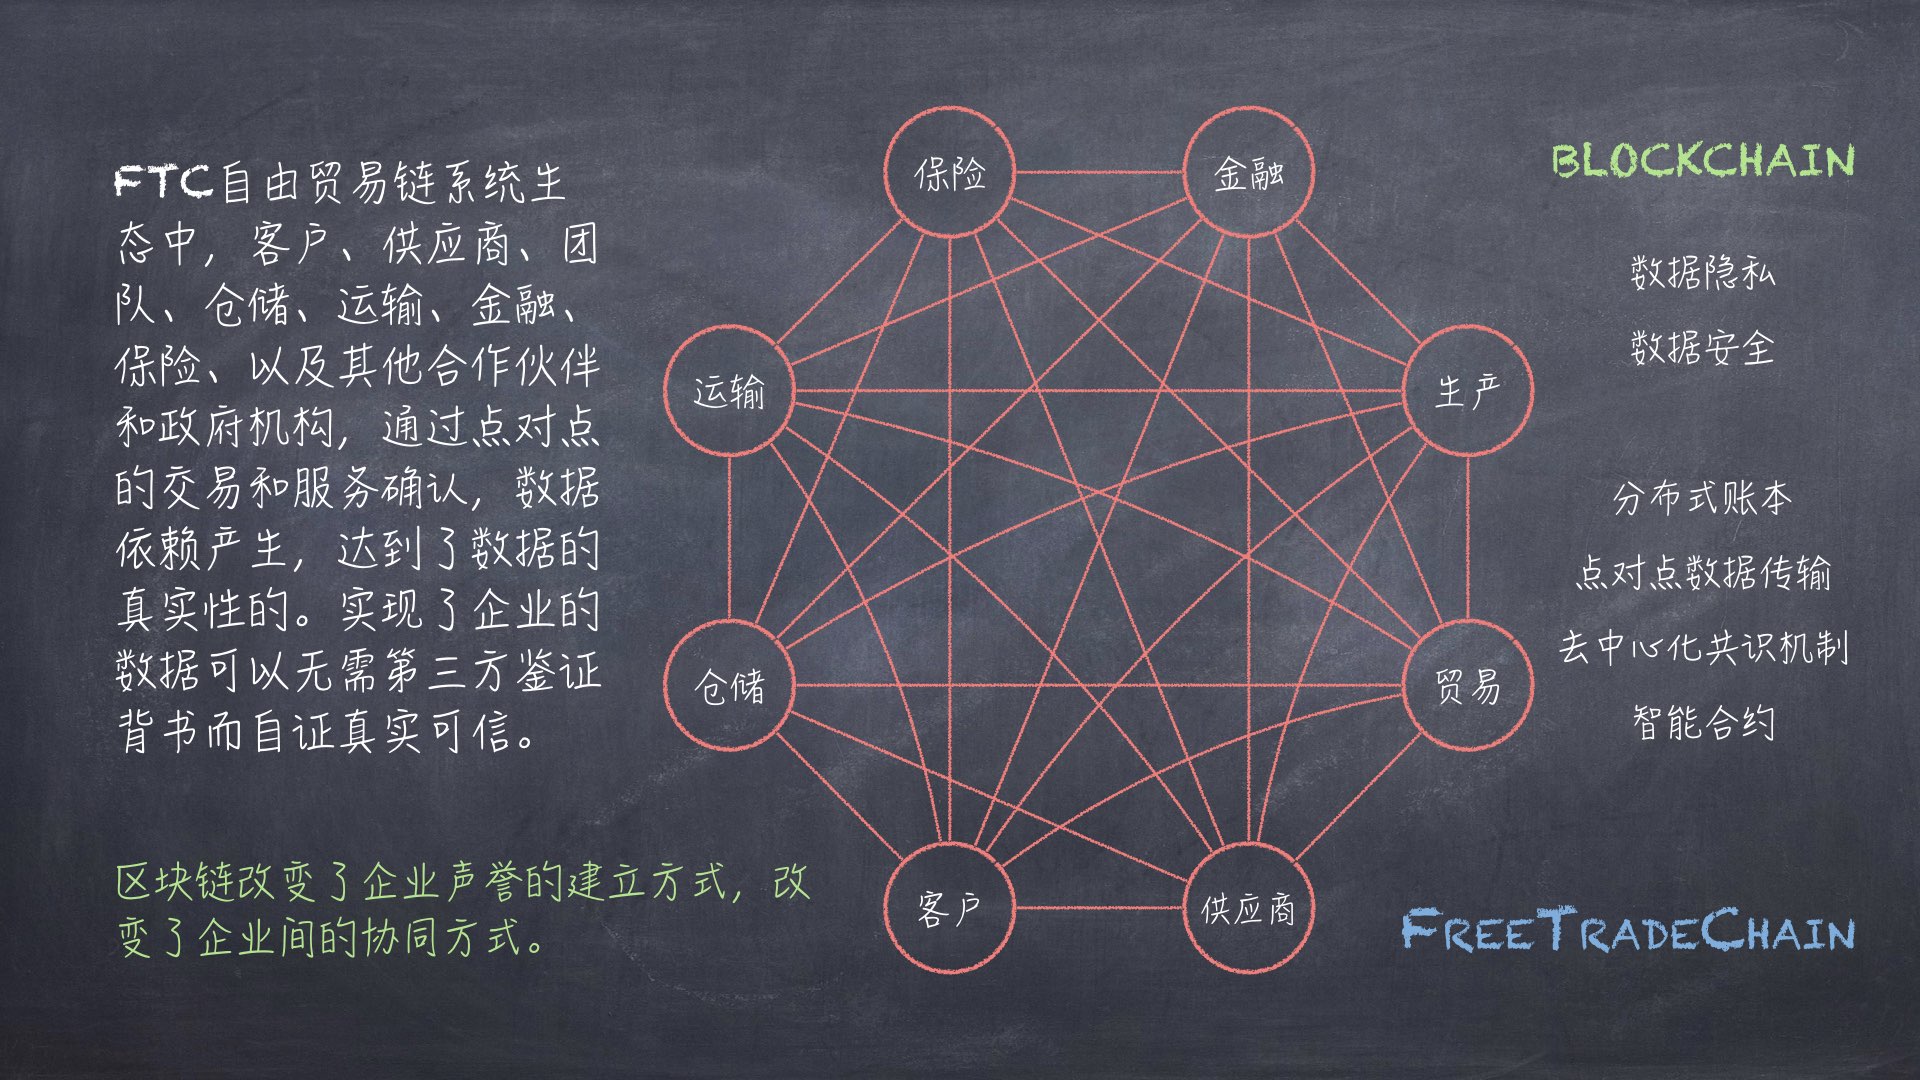 FTC自由贸易链系统生
态中，客户、供应商、团
队、仓储、运输、金融、
保险、以及其他合作伙伴
和政府机构，通过点对点
的交易和服务确认，数据
依赖产生，达到了数据的
真实性的。实现了企业的
数据可以无需第三方鉴证
背书而自证真实可信。
区块链改变了企业声誉的建立方式，改
变了企业间的协同方式。
保险
金融
运输
生产
仓储
贸易
客户
供应商
BLOCKCHAIN
数据隐私
数据安全
分布式账本
点对点数据传输
去中心化共识机制
智能合约
FREETRADECHAIN